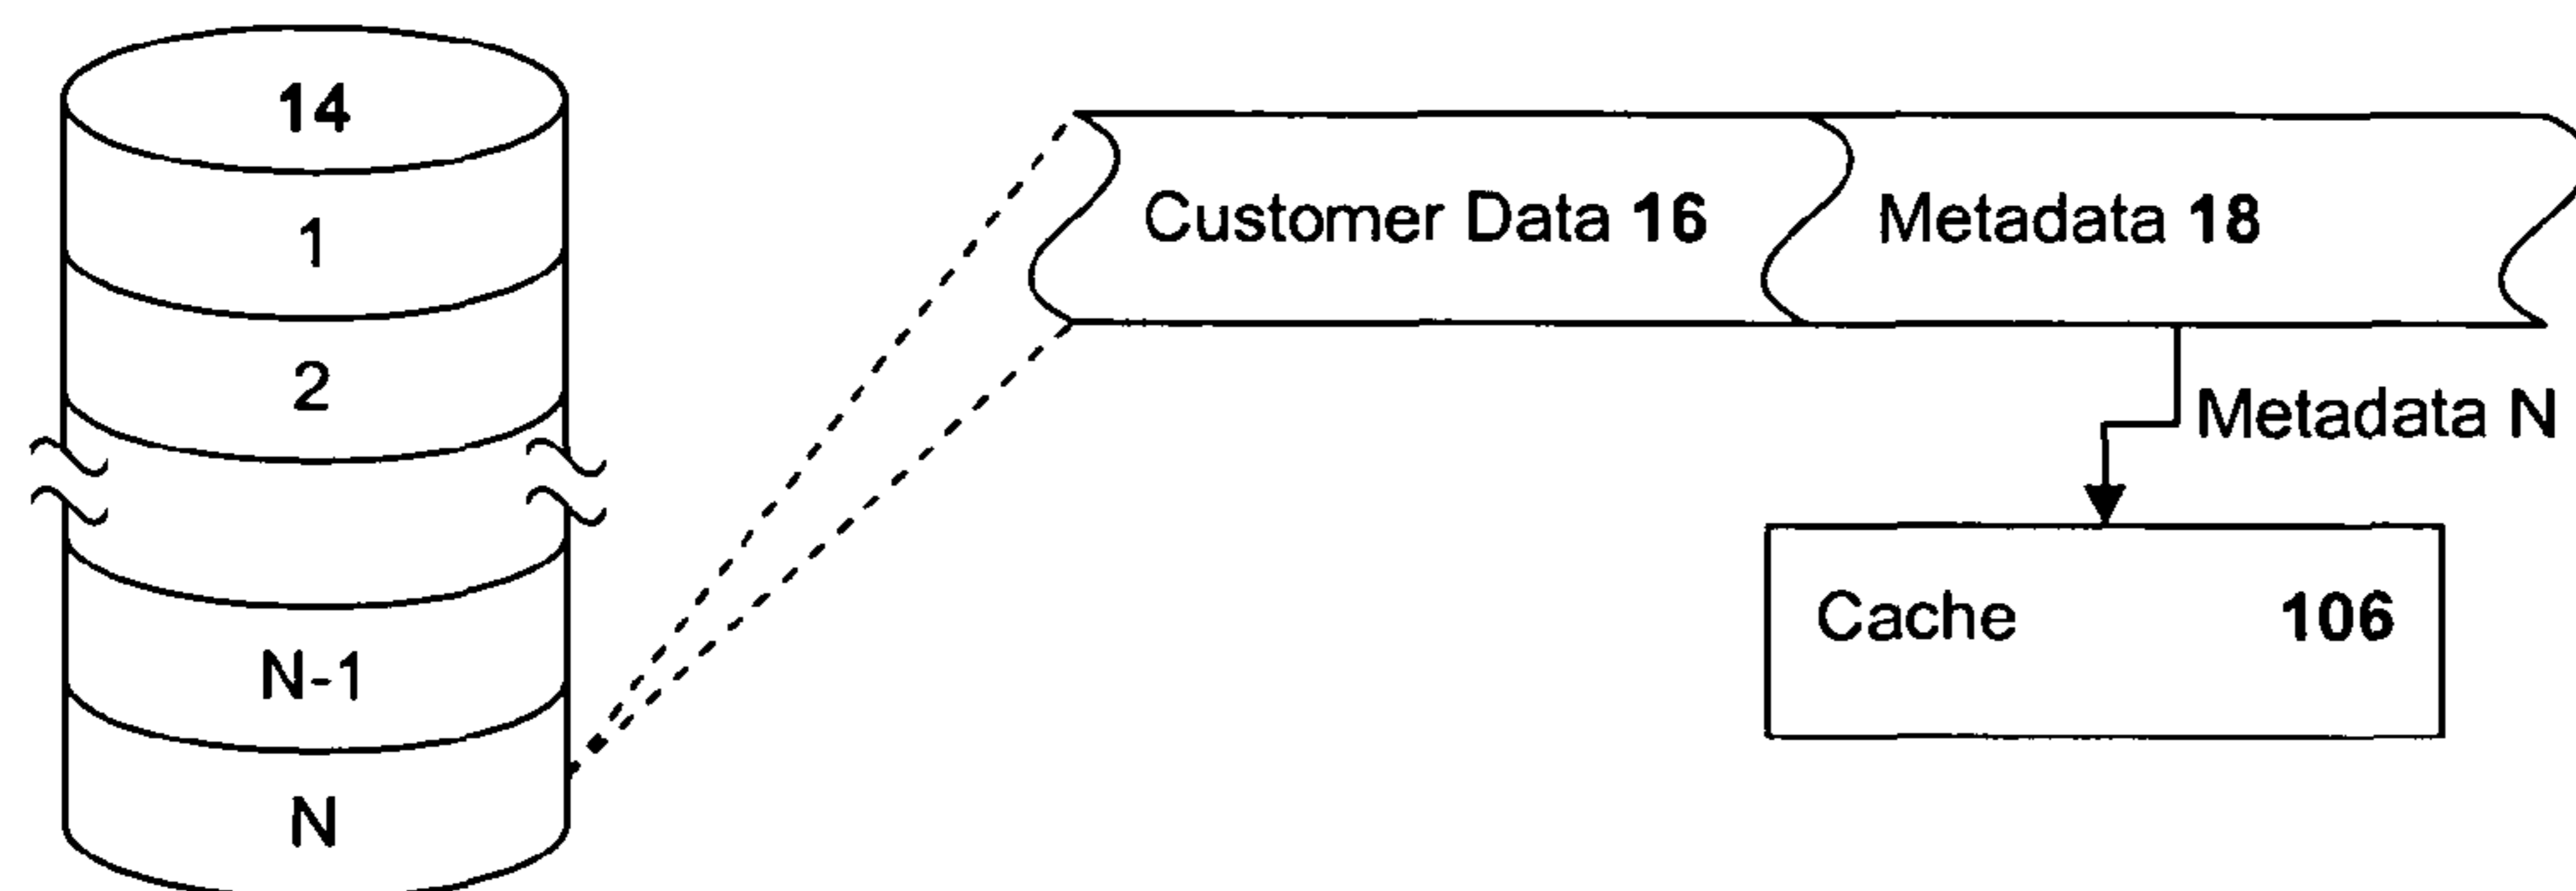 14
1
2
N-1
N
Customer Data 16
Metadata 18
Metadata N
Cache 106